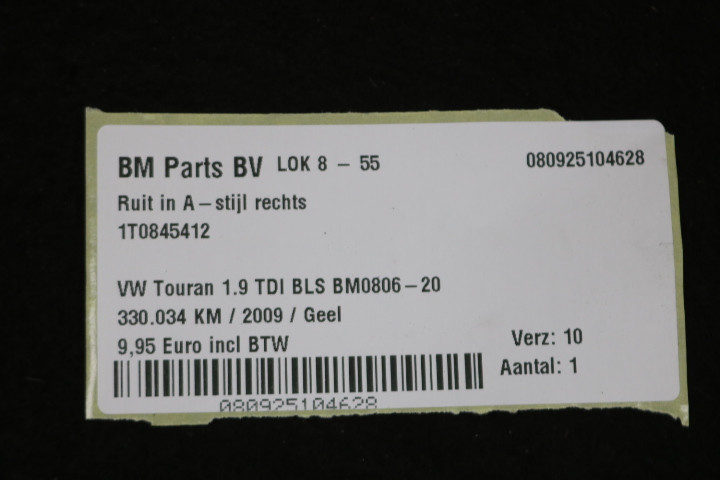 BM Parts BV LOK 8 - 55 080925104628
Ruit in A-stijl rechts
1T0845412
VW Touran 1.9 TDI BLS BM0806-20
330.034 KM / 2009 / Geel
9,95 Euro incl BTW
Verz: 10
Aantal: 1
080925104628